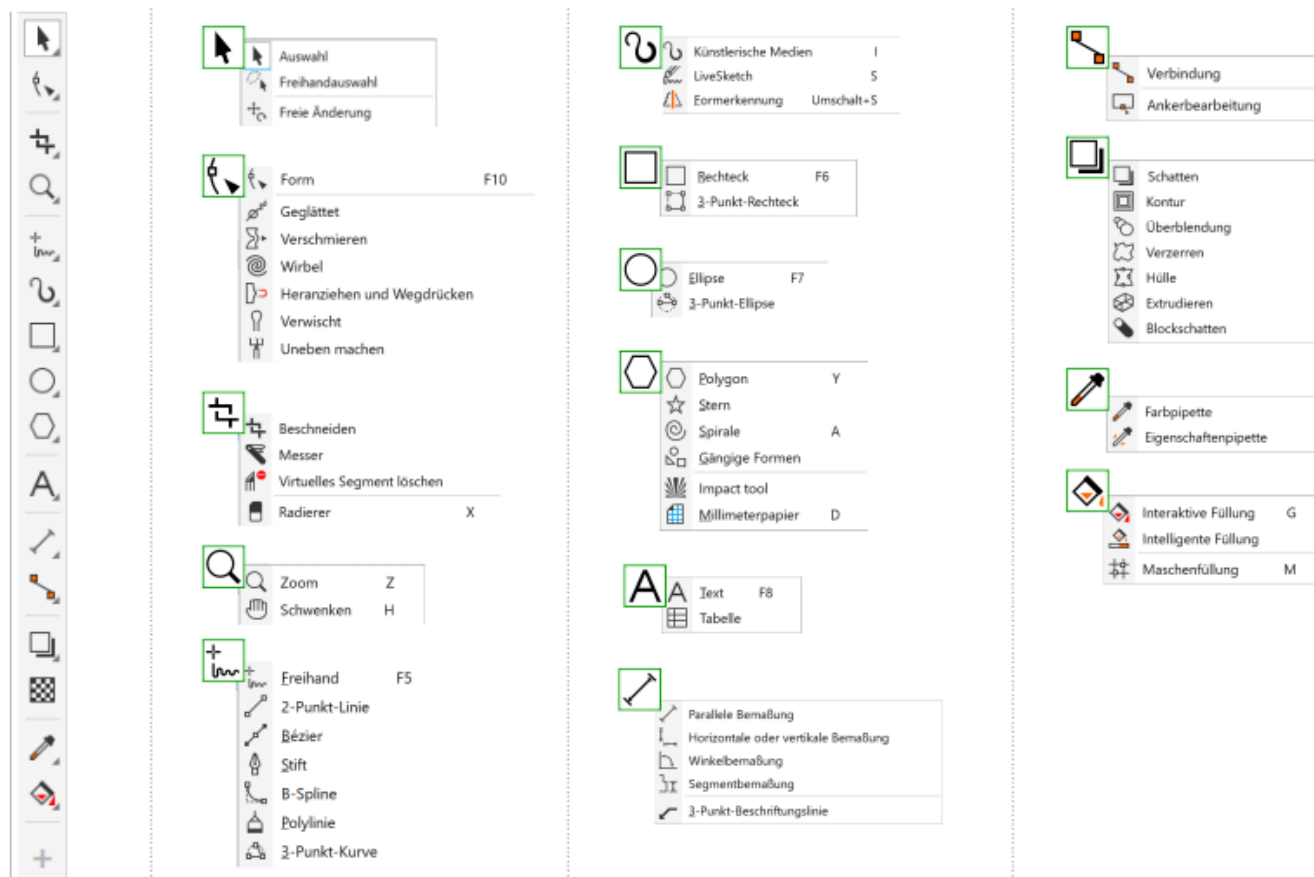 Auswahl
Freihandauswahl
Freie Änderung
Form F10
Geglättet
Verschmieren
Wirbel
Heranziehen und Wegdrücken
Verwischt
Uneben machen
Beschneiden
Messer
Virtuelles Segment löschen
Radierer X
Zoom Z
Schwenken H
Freihand F5
2-Punkt-Linie
Bézier
Stift
B-Spline
Polylinie
3-Punkt-Kurve
Künstlerische Medien I
LiveSketch S
Eormerkennung Umschalt+S
Rechteck F6
3-Punkt-Rechteck
Ellipse F7
3-Punkt-Ellipse
Polygon Y
Stern
Spirale A
Gängige Formen
Impact tool
Millimeterpapier D
Text F8
Tabelle
Parallele Bemaßung
Horizontale oder vertikale Bemaßung
Winkelbemaßung
Segmentbemaßung
3-Punkt-Beschriftungslinie
Verbindung
Ankerbearbeitung
Schatten
Kontur
Überblendung
Verzerren
Hülle
Extrudieren
Blockschatten
Farbpipette
Eigenschaftenpipette
Interaktive Füllung G
Intelligente Füllung
Maschenfüllung M